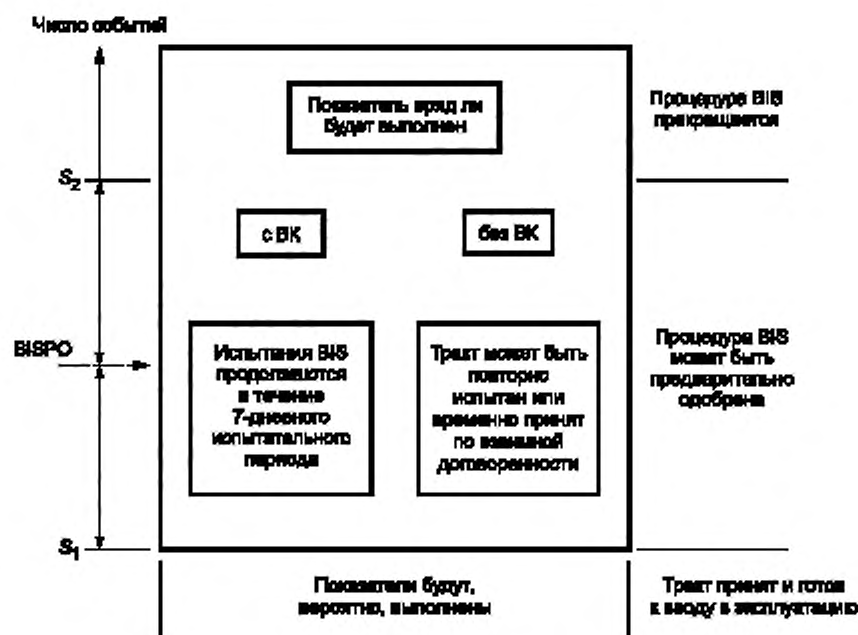 Число событий
Показатель вряд ли
будет выполнен
Процедура BIS
прекращается
S2
с ВК
без ВК
BISPO
Испытания BIS
продолжаются
в течение
7-дневного
испытательного
периода
Тракт может быть
повторно
испытан или
временно принят
по взаимной
договоренности
Процедура BIS
может быть
предварительно
одобрена
S1
Показатели будут,
вероятно, выполнены
Тракт принят и готов
к вводу в эксплуатацию